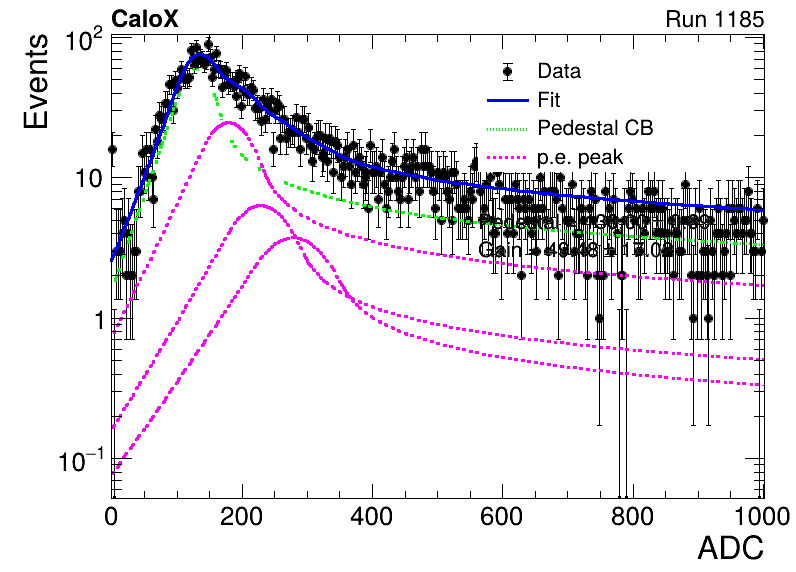 CaloX Run 1185
10²
Events
Data
Fit
Pedestal CB
p.e. peak
10
Gain
1
10⁻¹
0 200 400 600 800 1000
ADC